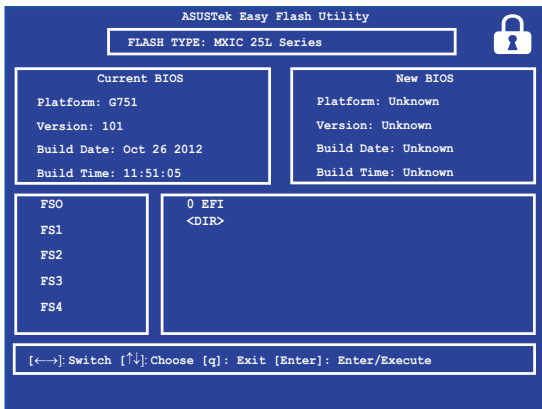 ASUSTek Easy Flash Utility
FLASH TYPE: MXIC 25L Series
Current BIOS
Platform: G751
Version: 101
Build Date: Oct 26 2012
Build Time: 11:51:05
New BIOS
Platform: Unknown
Version: Unknown
Build Date: Unknown
Build Time: Unknown
FSO
FS1
FS2
FS3
FS4
0 EFI
<DIR>
[←→]: Switch [↑↓]: Choose [q]: Exit [Enter]: Enter/Execute